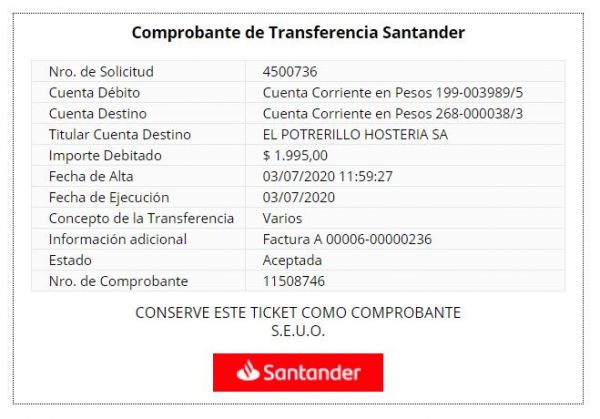 Comprobante de Transferencia Santander
Nro. de Solicitud 4500736
Cuenta Débito Cuenta Corriente en Pesos 199-003989/5
Cuenta Destino Cuenta Corriente en Pesos 268-000038/3
Titular Cuenta Destino EL POTRERILLO HOSTERIA SA
Importe Debitado $ 1.995,00
Fecha de Alta 03/07/2020 11:59:27
Fecha de Ejecución 03/07/2020
Concepto de la Transferencia Varios
Información adicional Factura A 00006-00000236
Estado Aceptada
Nro. de Comprobante 11508746
CONSERVE ESTE TICKET COMO COMPROBANTE
S.E.U.O.
Santander